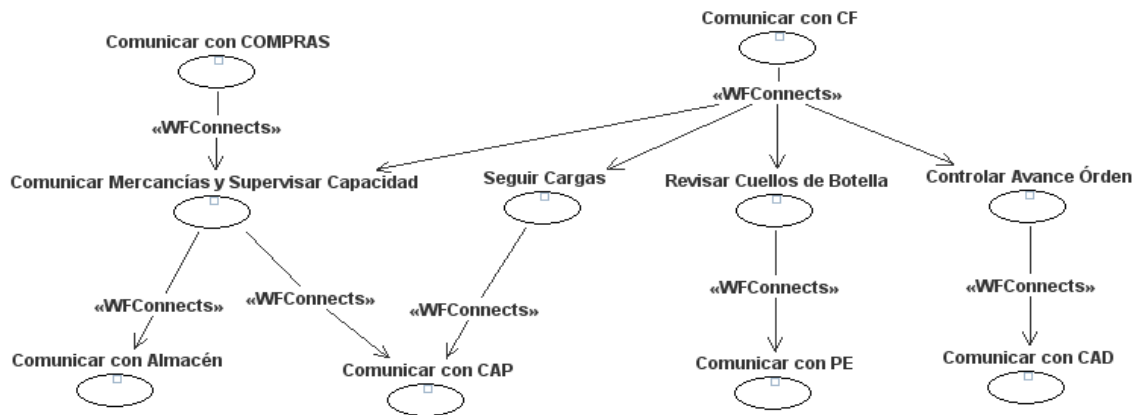 Comunicar con CF
Comunicar con COMPRAS
«WFConnects»
«WFConnects»
Comunicar Mercancías y Supervisar Capacidad
Seguir Cargas
Revisar Cuellos de Botella
Controlar Avance Órden
«WFConnects»
«WFConnects»
«WFConnects»
«WFConnects»
«WFConnects»
Comunicar con Almacén
Comunicar con CAP
Comunicar con PE
Comunicar con CAD